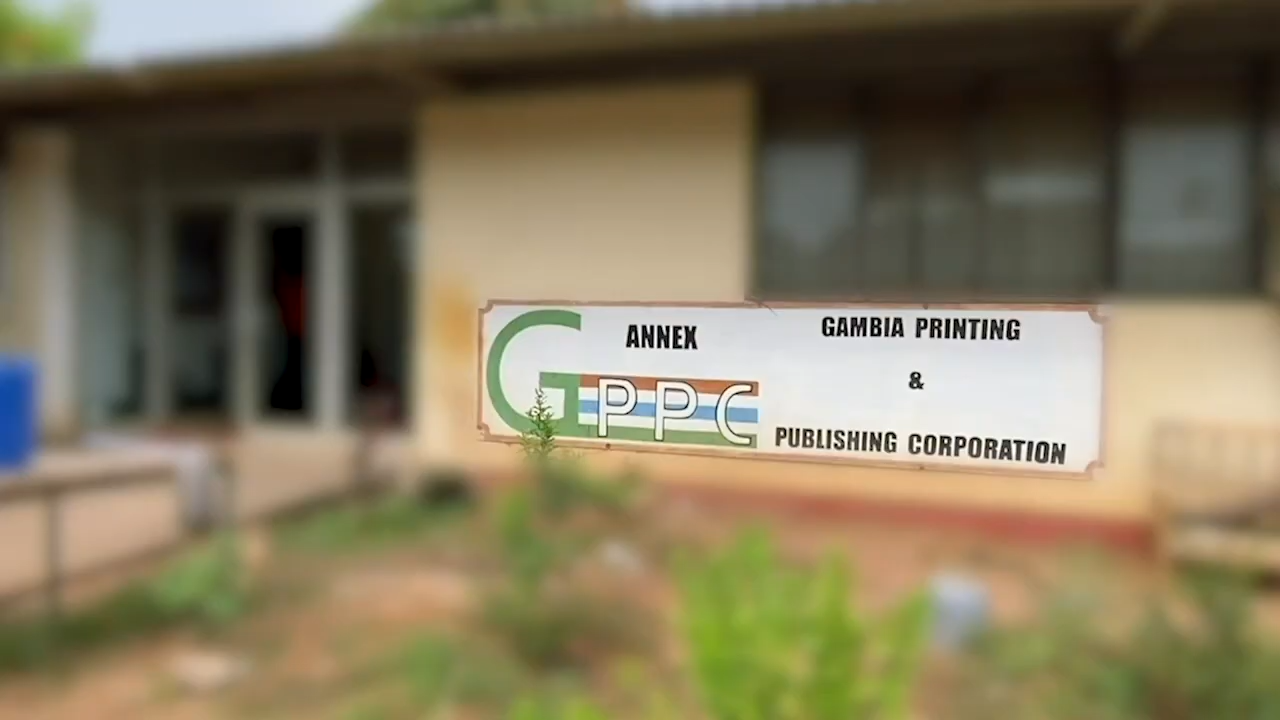 ANNEX
GPPC
GAMBIA PRINTING
&
PUBLISHING CORPORATION